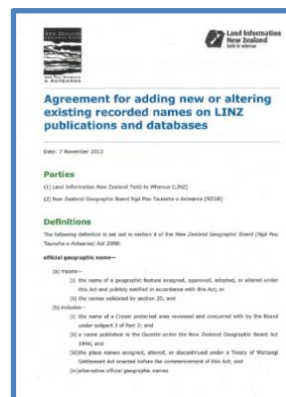 NEW ZEALAND
Land Information
New Zealand
Toitū te whenua
Agreement for adding new or altering
existing recorded names on LINZ
publications and databases
Date: 7 November 2013
Parties
(1) Land Information New Zealand Toitū te Whenua (LINZ)
(2) New Zealand Geographic Board Ngā Pou Taunaha o Aotearoa (NZGB)
Definitions
The following definition is set out in section 4 of the New Zealand Geographic Board (Ngā Pou
Taunaha o Aotearoa) Act 2008:
official geographic name—
(a) means—
(i) the name of a geographic feature assigned, approved, adopted, or altered under
this Act and publicly notified in accordance with this Act; or
(ii) the names validated by section 35; and
(b) includes—
(i) the name of a Crown protected area reviewed and concurred with by the Board
under subpart 3 of Part 2; and
(ii) a name published in the Gazette under the New Zealand Geographic Board Act
1946; and
(iii) the place names assigned, altered, or discontinued under a Treaty of Waitangi
Settlement Act enacted before the commencement of this Act; and
(iv) alternative official geographic names